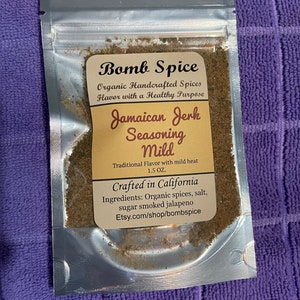 Bomb Spice
Organic Handcrafted Spices
Flavor with a Healthy Purpose
Jamaican Jerk
Seasoning
Mild
Traditional Flavor with mild heat
1.5 OZ.
Crafted in California
Ingredients: Organic spices, salt,
sugar smoked jalapeno
Etsy.com/shop/bombspice